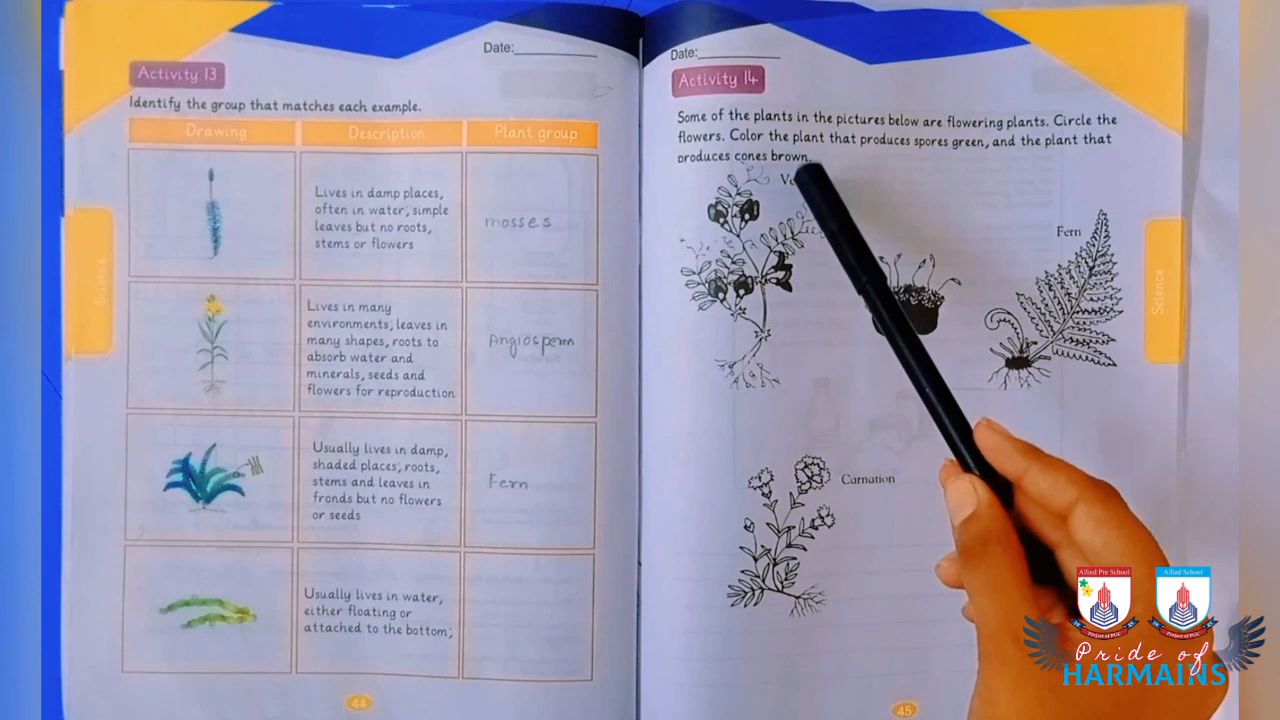 Date:
Activity 13
Identify the group that matches each example.
Drawing
Description
Plant group
Lives in damp places,
often in water; simple
leaves but no roots,
stems or flowers
mosses
Lives in many
environments; leaves in
many shapes, roots to
absorb water and
minerals, seeds and
flowers for reproduction
Angiosperm
Usually lives in damp,
shaded places; roots,
stems and leaves in
fronds but no flowers
or seeds
Fern
Usually lives in water,
either floating or
attached to the bottom;
Science
44
Date:
Activity 14
Some of the plants in the pictures below are flowering plants. Circle the
flowers. Color the plant that produces spores green, and the plant that
produces cones brown.
Fern
Carnation
Science
45
Allied Pre School
Project of PGC
Allied School
Project of PGC
Pride of
HARMAINS